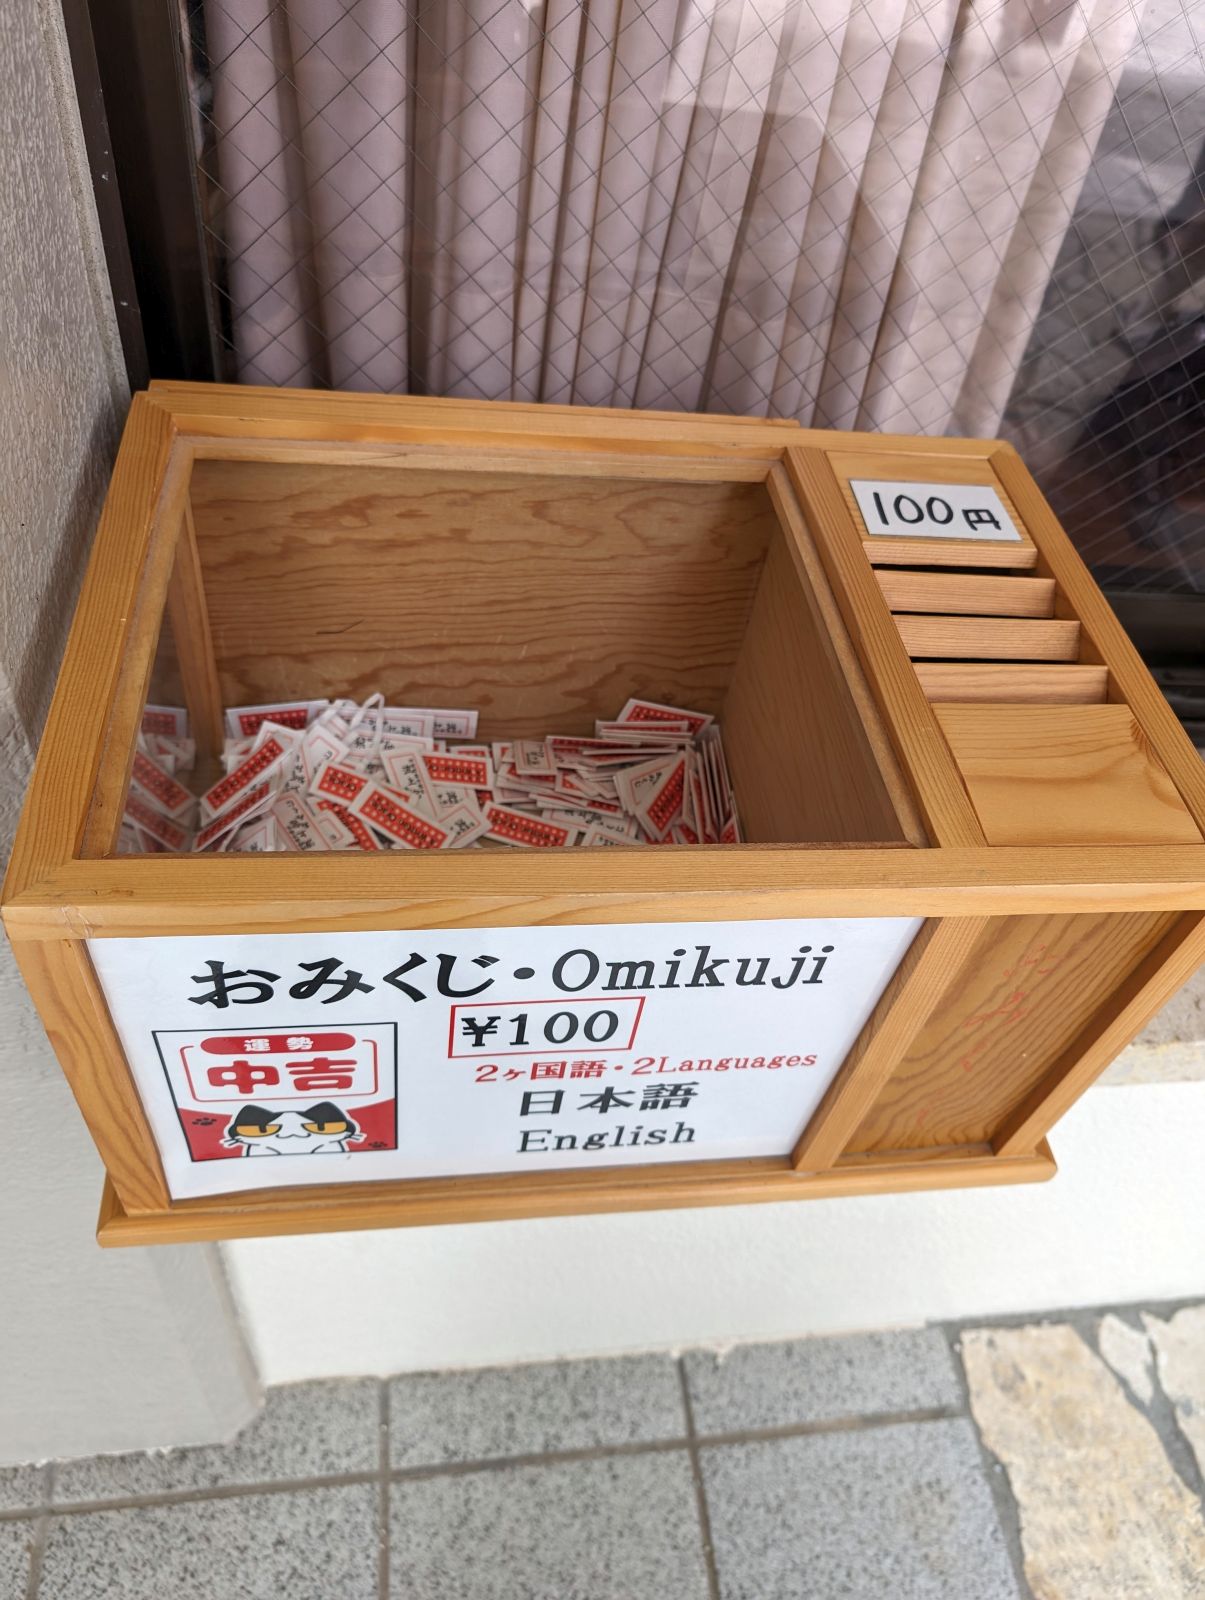 100円
おみくじ・Omikuji
¥100
2ヶ国語・2Languages
日本語
English
運勢
中吉